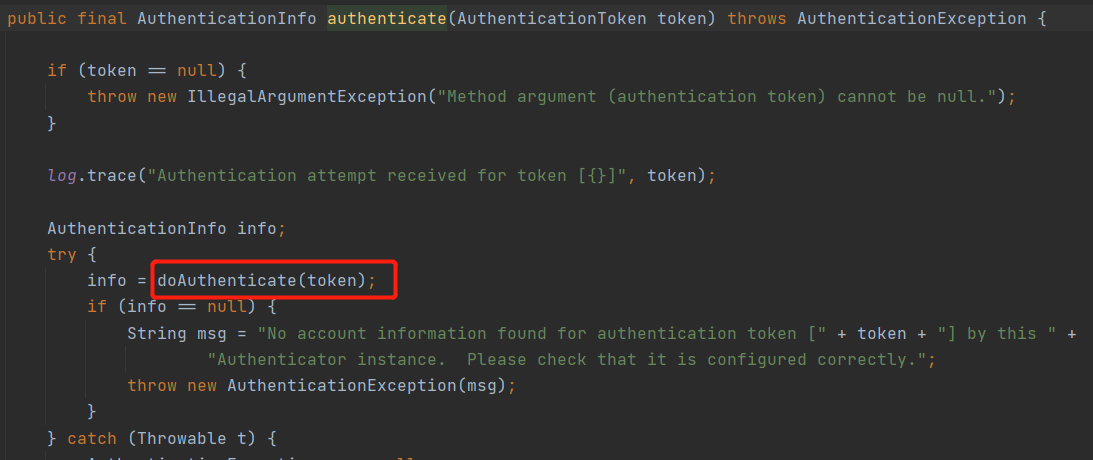 public final AuthenticationInfo authenticate(AuthenticationToken token) throws AuthenticationException {
if (token == null) {
throw new IllegalArgumentException("Method argument (authentication token) cannot be null.");
}
log.trace("Authentication attempt received for token [{}]", token);
AuthenticationInfo info;
try {
info = doAuthenticate(token);
if (info == null) {
String msg = "No account information found for authentication token [" + token + "] by this " +
"Authenticator instance.  Please check that it is configured correctly.";
throw new AuthenticationException(msg);
}
} catch (Throwable t) {